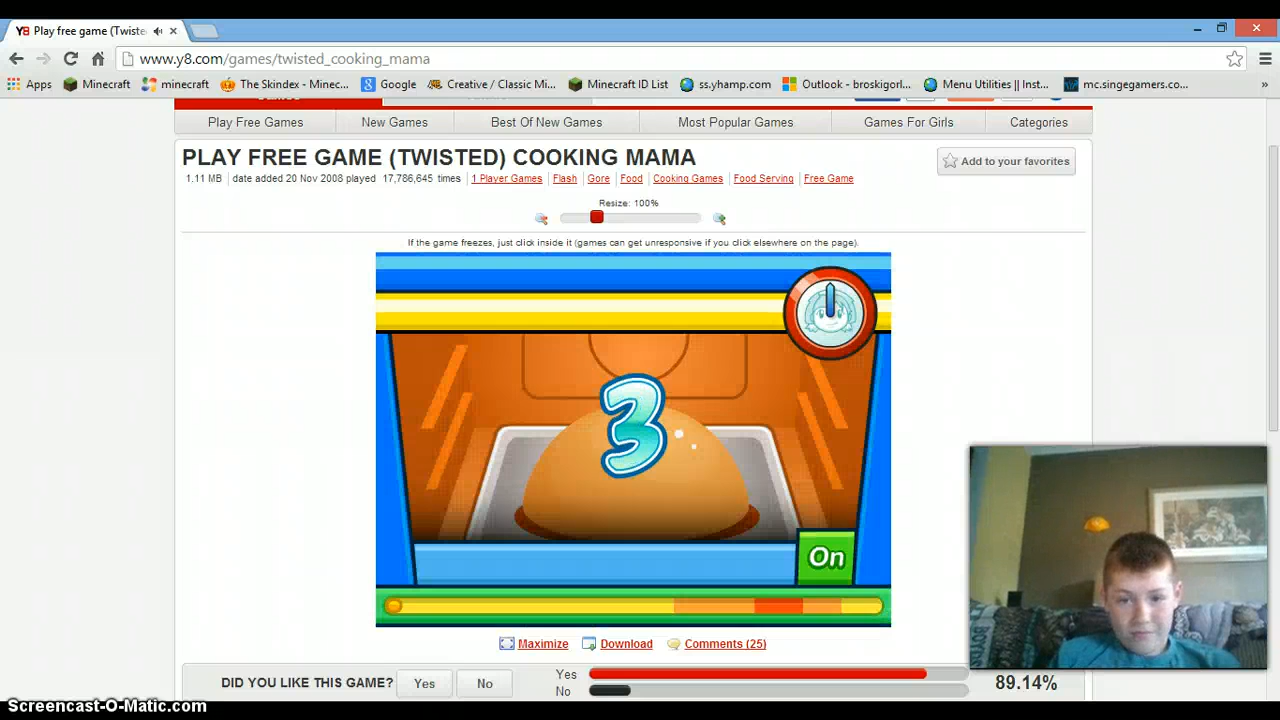 Y8 Play free game (Twiste
www.y8.com/games/twisted_cooking_mama
Apps Minecraft minecraft The Skindex - Minec... Google Creative / Classic Mi... Minecraft ID List ss.yhamp.com Outlook - broskigorl... Menu Utilities || Inst... mc.singegamers.co... »
Play Free Games New Games Best Of New Games Most Popular Games Games For Girls Categories
PLAY FREE GAME (TWISTED) COOKING MAMA
Add to your favorites
1.11 MB date added 20 Nov 2008 played 17,786,645 times 1 Player Games Flash Gore Food Cooking Games Food Serving Free Game
Resize: 100%
If the game freezes, just click inside it (games can get unresponsive if you click elsewhere on the page).
3
On
Maximize Download Comments (25)
DID YOU LIKE THIS GAME? Yes No
Yes
No
89.14%
Screencast-O-Matic.com